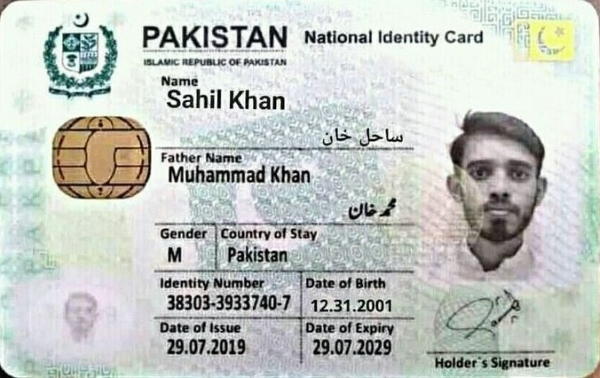 PAKISTAN National Identity Card
ISLAMIC REPUBLIC OF PAKISTAN
Name
Sahil Khan
ساحل خان
Father Name
Muhammad Khan
محمد خان
Gender Country of Stay
M Pakistan
Identity Number Date of Birth
38303-3933740-7 12.31.2001
Date of Issue Date of Expiry
29.07.2019 29.07.2029
Holder`s Signature